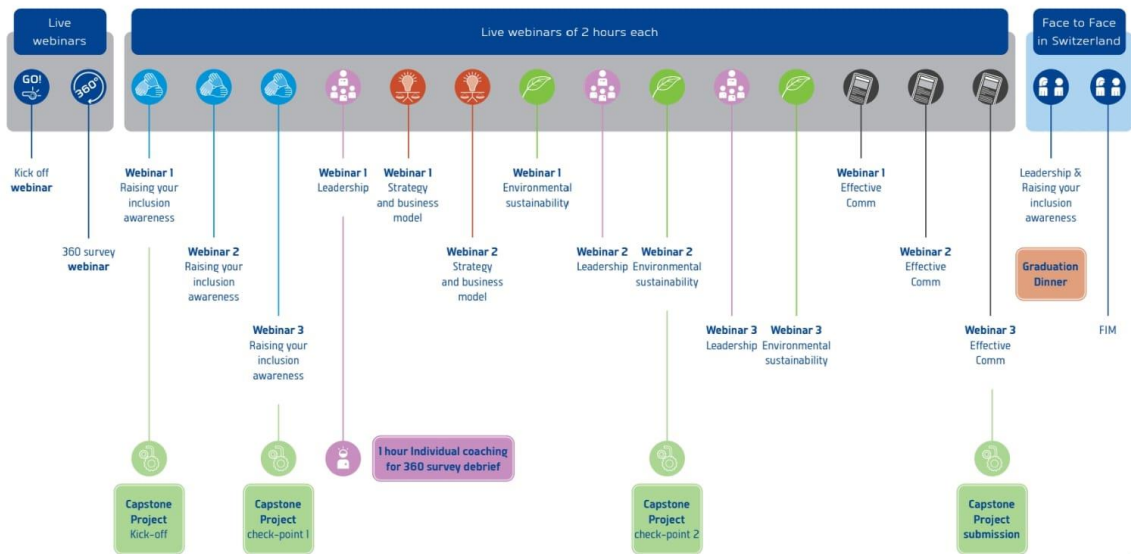 Live
webinars
Live webinars of 2 hours each
Face to Face
in Switzerland
GO!
360°
Kick off
webinar
360 survey
webinar
Webinar 1
Raising your
inclusion
awareness
Webinar 2
Raising your
inclusion
awareness
Webinar 3
Raising your
inclusion
awareness
Webinar 1
Leadership
Webinar 1
Strategy
and business
model
Webinar 2
Strategy
and business
model
Webinar 1
Environmental
sustainability
Webinar 2
Leadership
Webinar 2
Environmental
sustainability
Webinar 3
Leadership
Webinar 3
Environmental
sustainability
Webinar 1
Effective
Comm
Webinar 2
Effective
Comm
Webinar 3
Effective
Comm
Leadership &
Raising your
inclusion
awareness
Graduation
Dinner
FIM
Capstone
Project
Kick-off
Capstone
Project
check-point 1
1 hour Individual coaching
for 360 survey debrief
Capstone
Project
check-point 2
Capstone
Project
submission